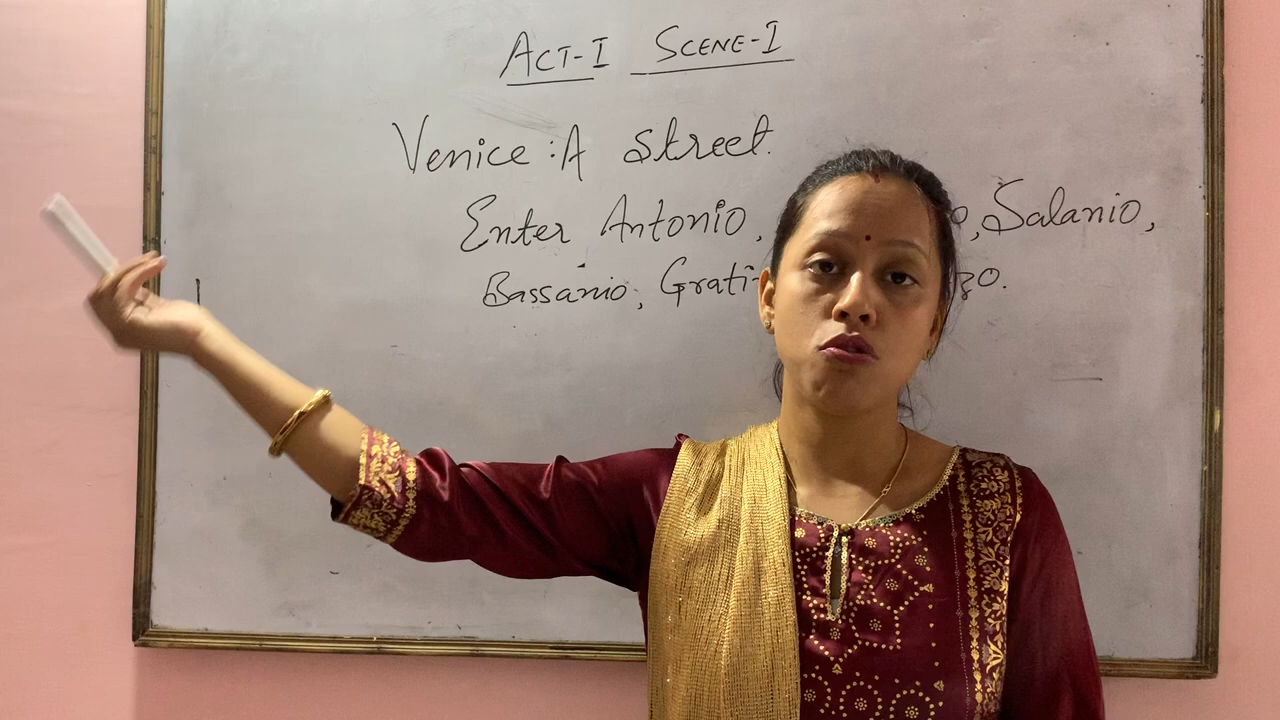 ACT-I SCENE-I
Venice : A Street.
Enter Antonio, Salanio,
Bassanio,